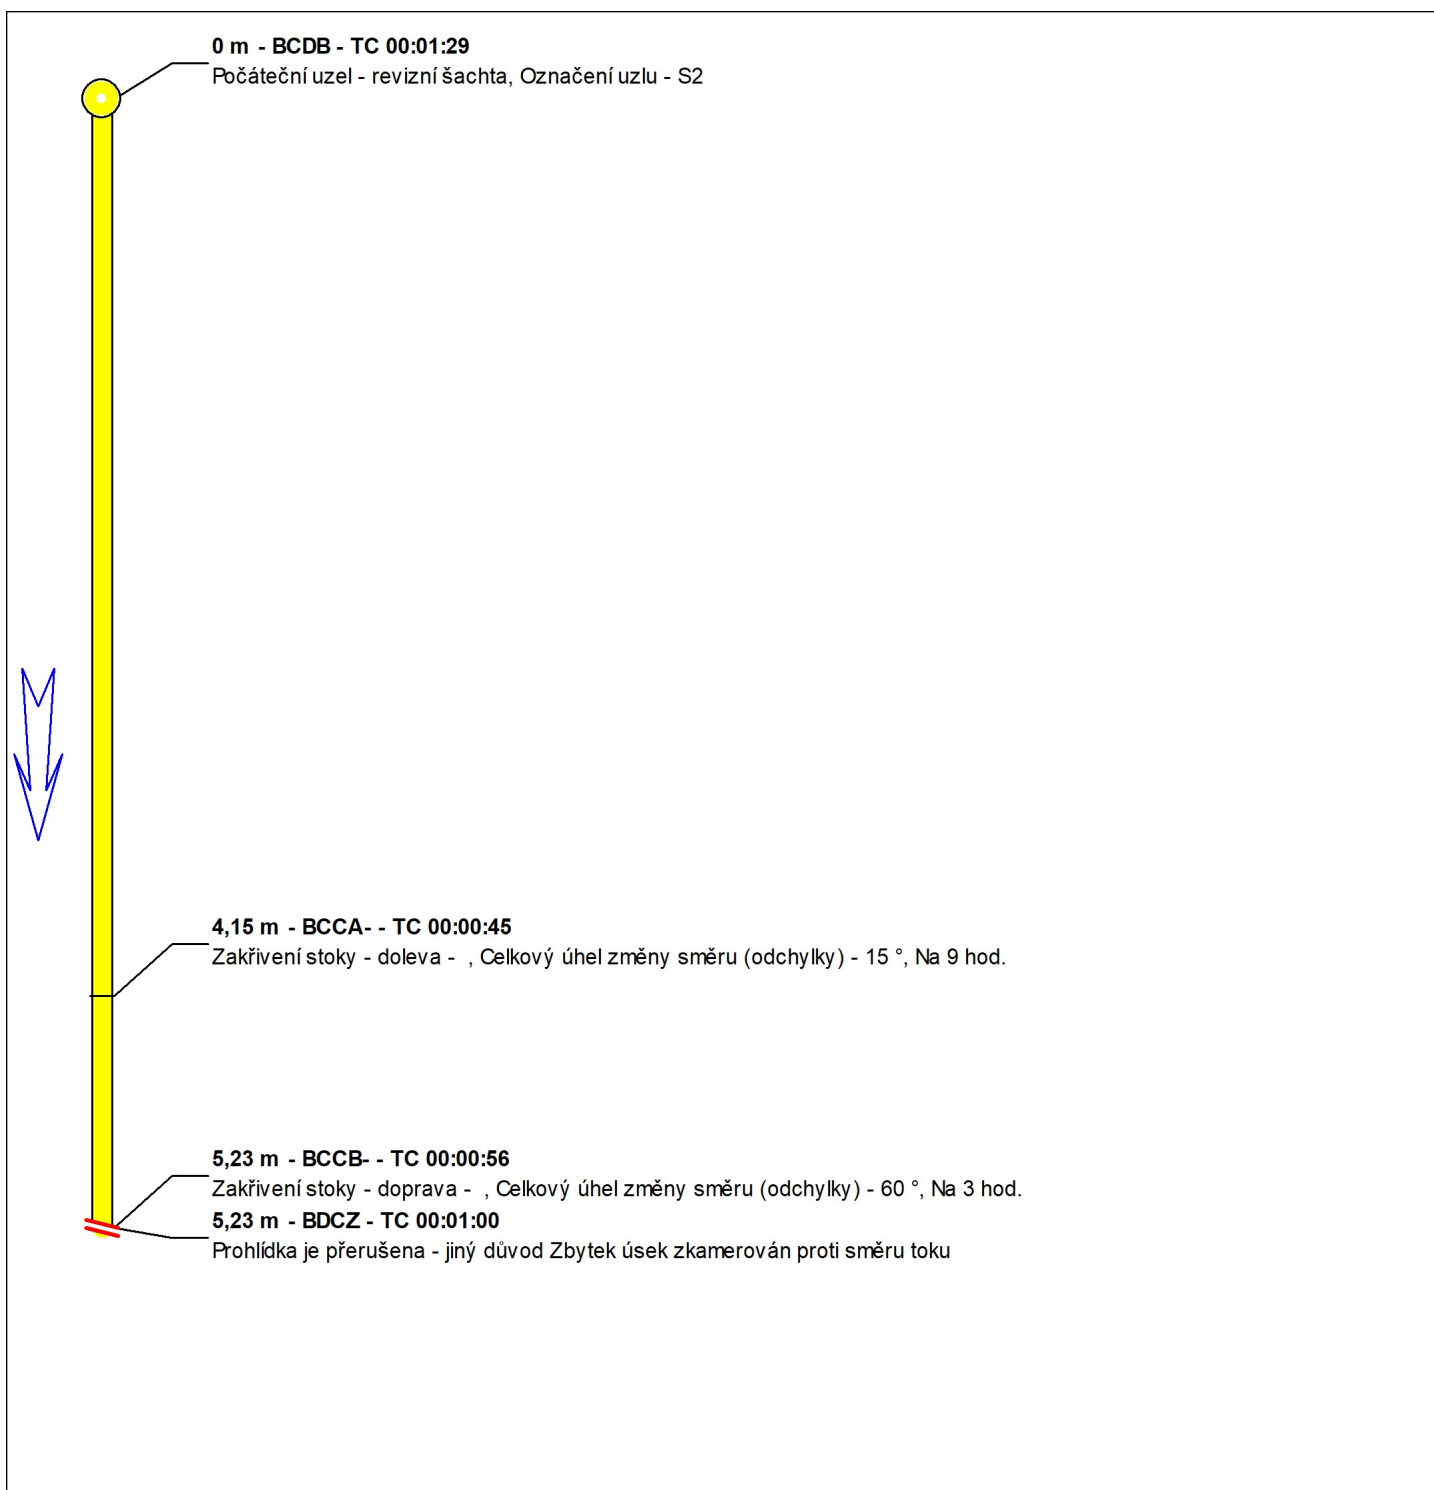 0 m - BCDB - TC 00:01:29
Počáteční uzel - revizní šachta, Označení uzlu - S2
4,15 m - BCCA- - TC 00:00:45
Zakřivení stoky - doleva - , Celkový úhel změny směru (odchylky) - 15 °, Na 9 hod.
5,23 m - BCCB- - TC 00:00:56
Zakřivení stoky - doprava - , Celkový úhel změny směru (odchylky) - 60 °, Na 3 hod.
5,23 m - BDCZ - TC 00:01:00
Prohlídka je přerušena - jiný důvod Zbytek úsek zkamerován proti směru toku